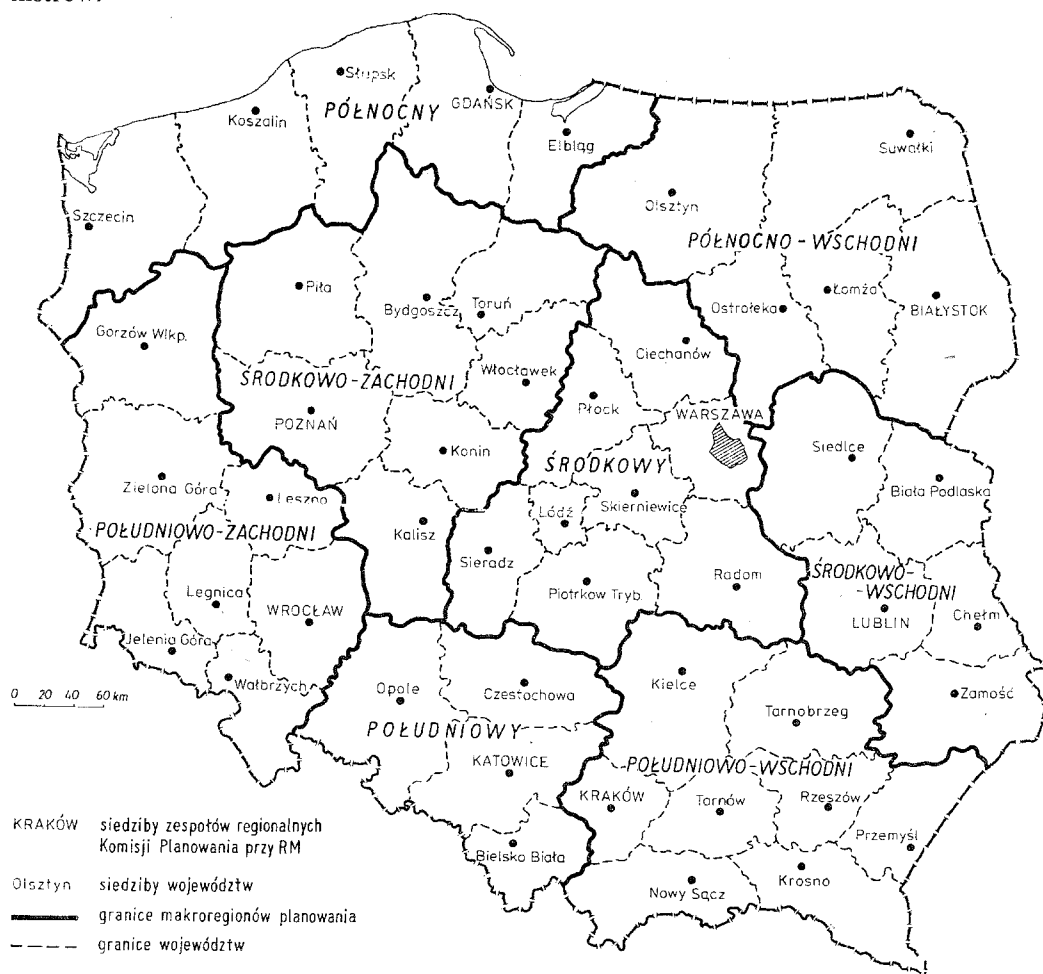 Słupsk
GDAŃSK
Koszalin
PÓŁNOCNY
Elbląg
Suwałki
Olsztyn
Szczecin
PÓŁNOCNO-WSCHODNI
Piła
Bydgoszcz
Toruń
Ostrołęka
Łomża
BIAŁYSTOK
Gorzów Wlkp.
Ciechanów
ŚRODKOWO-ZACHODNI
Włocławek
Płock
WARSZAWA
POZNAŃ
Konin
ŚRODKOWY
Siedlce
Zielona Góra
Leszno
Skierniewice
Biała Podlaska
POŁUDNIOWO-ZACHODNI
Kalisz
Łódź
Sieradz
Legnica
WROCŁAW
Piotrkow Tryb.
Radom
ŚRODKOWO-
-WSCHODNI
LUBLIN
Chełm
Jelenia Góra
Wałbrzych
Opole
Czestochowa
Kielce
Zamość
0 20 40 60 km
Tarnobrzeg
POŁUDNIOWY
KATOWICE
POŁUDNIOWO-WSCHODNI
KRAKÓW
Tarnów
Rzeszów
Przemyśl
Bielsko Biała
Nowy Sącz
Krosno
KRAKÓW siedziby zespołów regionalnych
Komisji Planowania przy RM
Olsztyn siedziby województw
granice makroregionów planowania
granice województw